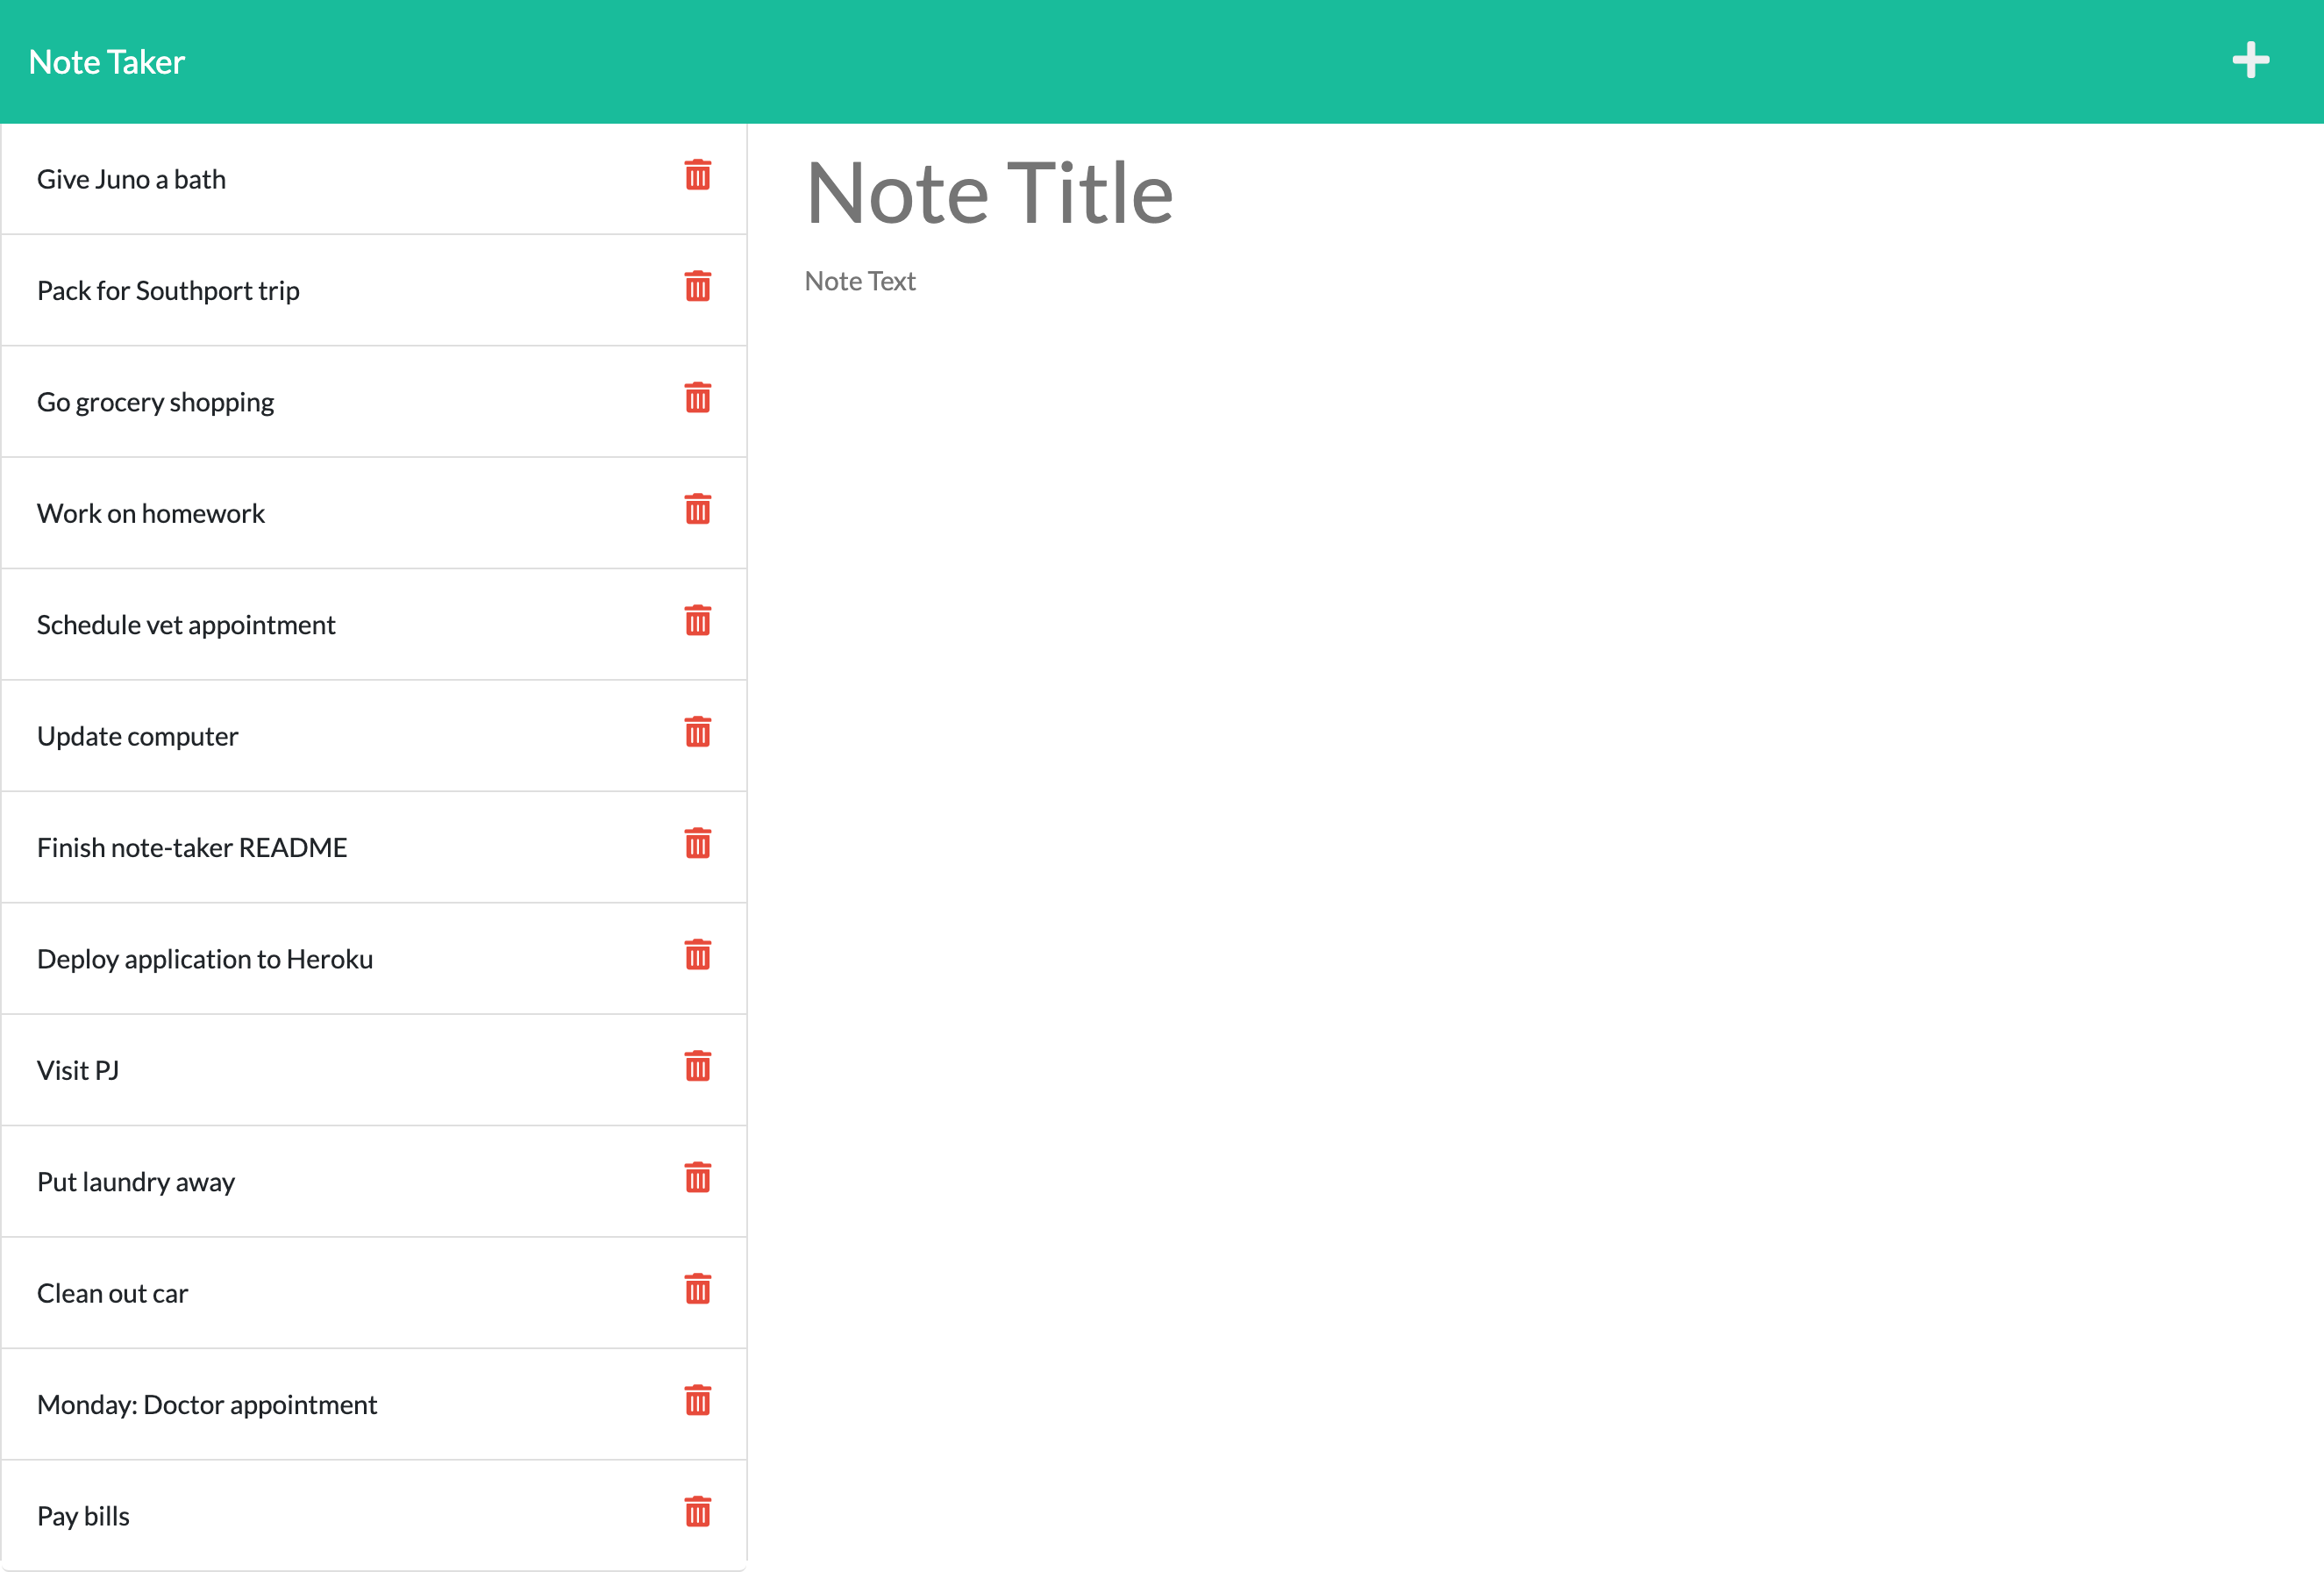 Note Taker
Give Juno a bath
Pack for Southport trip
Go grocery shopping
Work on homework
Schedule vet appointment
Update computer
Finish note-taker README
Deploy application to Heroku
Visit PJ
Put laundry away
Clean out car
Monday: Doctor appointment
Pay bills
Note Title
Note Text